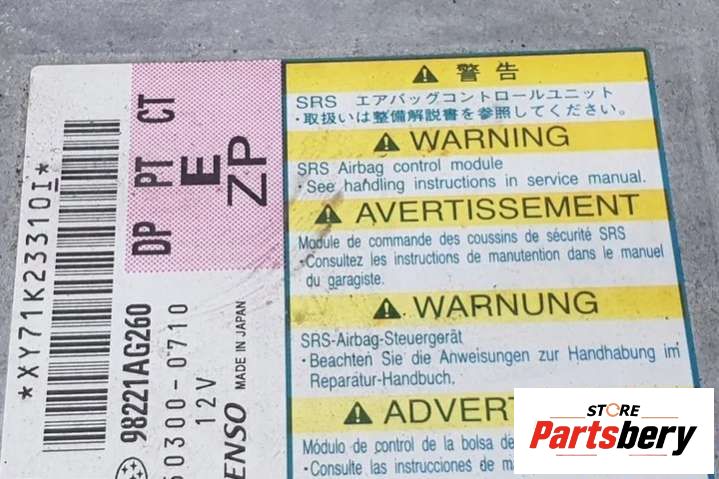 *XY71K23310I*
DP PT CT
E
ZP
98221AG260
0300-0710
12V
ENSO MADE IN JAPAN
警告
SRS エアバッグコントロールユニット
・取扱いは整備解説書を参照してください。
WARNING
SRS Airbag control module
・See handling instructions in service manual.
AVERTISSEMENT
Module de commande des coussins de sécurité SRS
・Consultez les instructions de manutention dans le manuel
du garagiste.
WARNUNG
SRS-Airbag-Steuergerät
・Beachten Sie die Anweisungen zur Handhabung im
Reparatur-Handbuch.
ADVERT
Módulo de control de la bolsa de
・Consulte las instrucciones de m
STORE
Partsbery